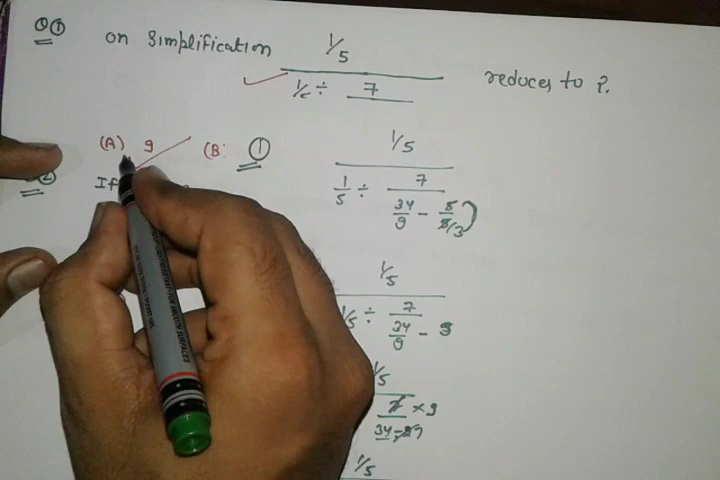 Q①
on Simplification 1/5
reduces to ?.
1/5 ÷ 7
(A) 9 (B: ①
1/5
1/5 ÷ 7
34/9 - 5/5/3
If
1/5
1/5 ÷ 7
34/9 - 9
1/5
7 × 9
34-27
1/5